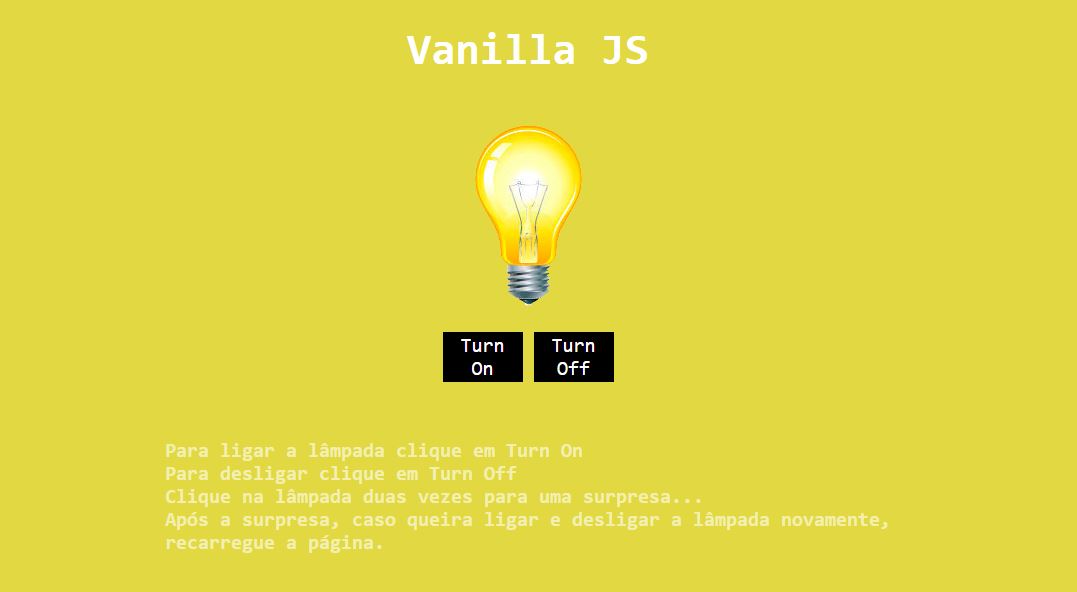 Vanilla JS
Turn
On
Turn
Off
Para ligar a lâmpada clique em Turn On
Para desligar clique em Turn Off
Clique na lâmpada duas vezes para uma surpresa...
Após a surpresa, caso queira ligar e desligar a lâmpada novamente,
recarregue a página.